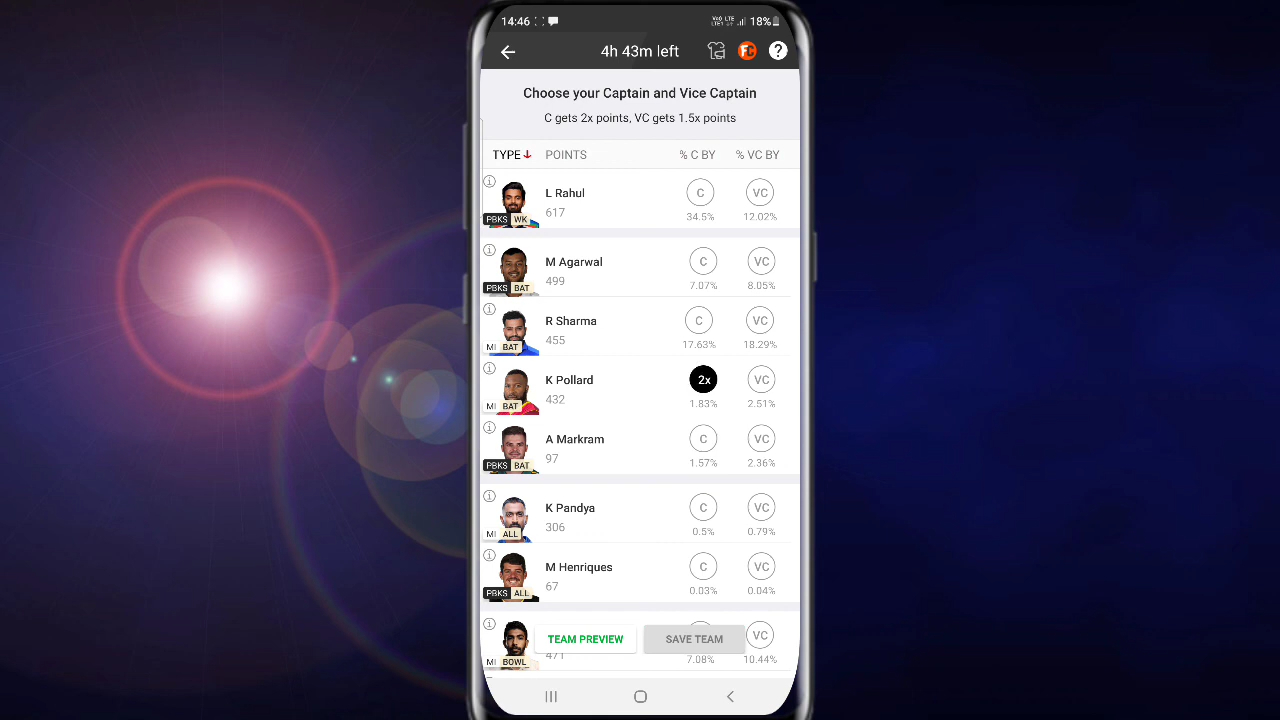 14:46 VoO LTE LTE1 18%
4h 43m left FC ?
Choose your Captain and Vice Captain
C gets 2x points, VC gets 1.5x points
TYPE POINTS % C BY % VC BY
L Rahul C VC
617 34.5% 12.02%
PBKS WK
M Agarwal C VC
499 7.07% 8.05%
PBKS BAT
R Sharma C VC
455 17.63% 18.29%
MI BAT
K Pollard 2x VC
432 1.83% 2.51%
MI BAT
A Markram C VC
97 1.57% 2.36%
PBKS BAT
K Pandya C VC
306 0.5% 0.79%
MI ALL
M Henriques C VC
67 0.03% 0.04%
PBKS ALL
TEAM PREVIEW SAVE TEAM VC
471 7.08% 10.44%
MI BOWL